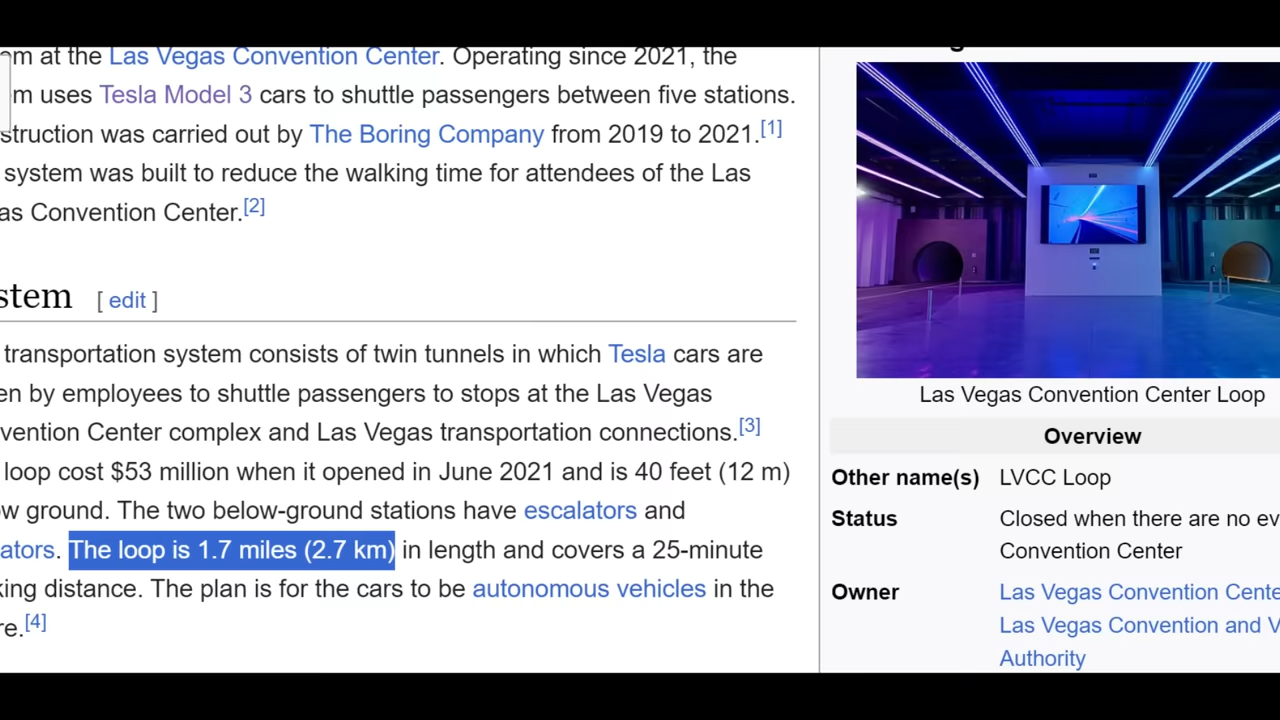 em at the Las Vegas Convention Center. Operating since 2021, the
m uses Tesla Model 3 cars to shuttle passengers between five stations.
struction was carried out by The Boring Company from 2019 to 2021.[1]
system was built to reduce the walking time for attendees of the Las
as Convention Center.[2]
stem [ edit ]
transportation system consists of twin tunnels in which Tesla cars are
en by employees to shuttle passengers to stops at the Las Vegas
vention Center complex and Las Vegas transportation connections.[3]
loop cost $53 million when it opened in June 2021 and is 40 feet (12 m)
ow ground. The two below-ground stations have escalators and
ators. The loop is 1.7 miles (2.7 km) in length and covers a 25-minute
king distance. The plan is for the cars to be autonomous vehicles in the
re.[4]
Las Vegas Convention Center Loop
Overview
Other name(s) LVCC Loop
Status Closed when there are no ev
Convention Center
Owner Las Vegas Convention Cente
Las Vegas Convention and V
Authority